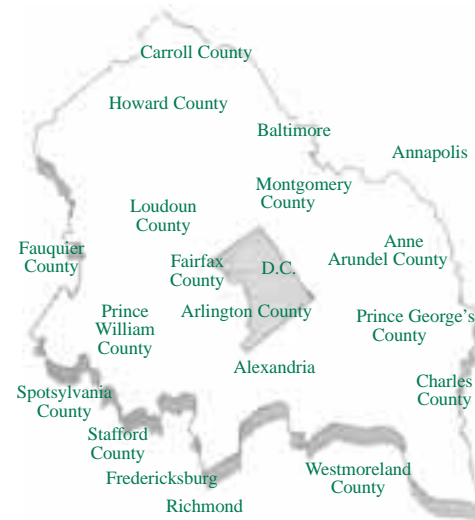 Carroll County
Howard County
Baltimore
Annapolis
Montgomery
County
Loudoun
County
Anne
Arundel County
Fauquier
County
Fairfax
County
D.C.
Prince
William
County
Arlington County
Prince George's
County
Alexandria
Charles
County
Spotsylvania
County
Stafford
County
Fredericksburg
Westmoreland
County
Richmond